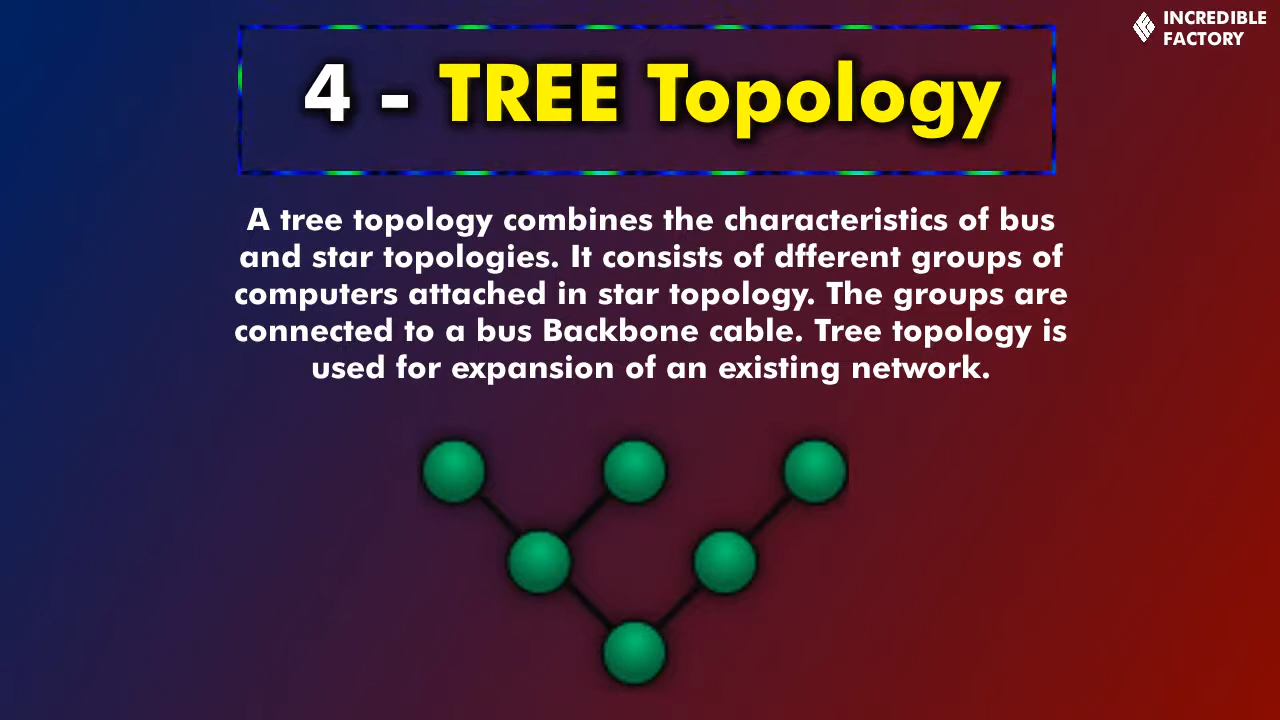 INCREDIBLE
FACTORY
4 - TREE Topology
A tree topology combines the characteristics of bus
and star topologies. It consists of dfferent groups of
computers attached in star topology. The groups are
connected to a bus Backbone cable. Tree topology is
used for expansion of an existing network.